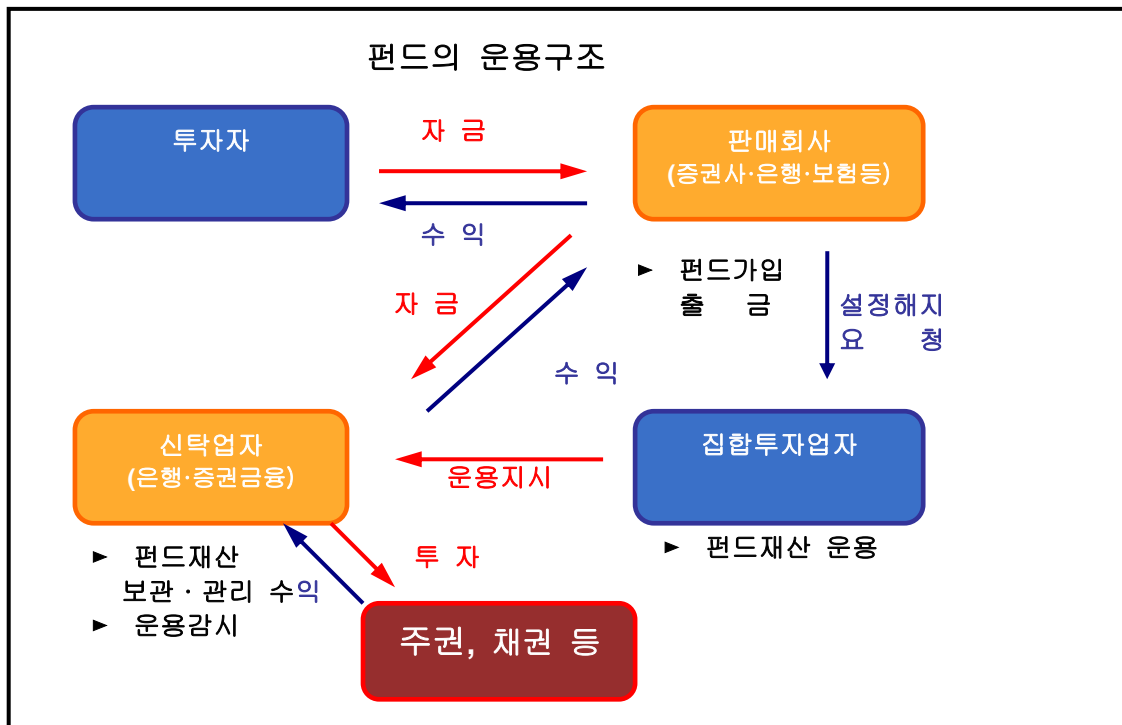 펀드의 운용구조
투자자
자 금
판매회사
(증권사·은행·보험등)
수 익
► 펀드가입
출 금
자 금
설정해지
요 청
수 익
신탁업자
(은행·증권금융)
집합투자업자
운용지시
► 펀드재산
보관 · 관리 수익
► 운용감시
투 자
► 펀드재산 운용
주권, 채권 등